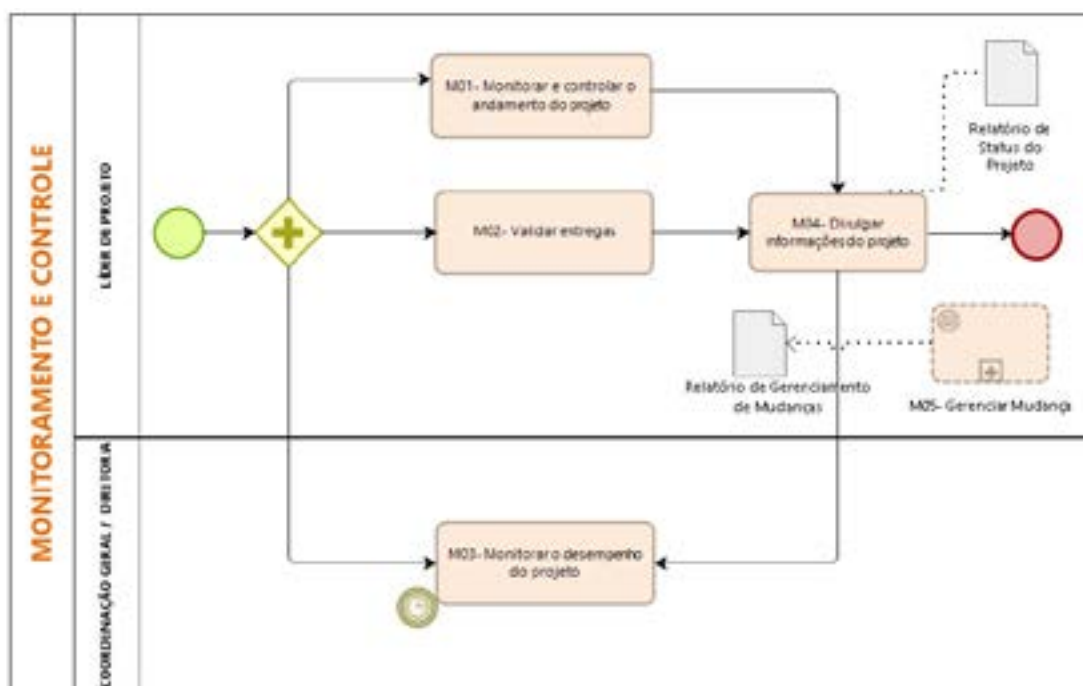 MONITORAMENTO E CONTROLE
LÍDER DE PROJETO
M01- Monitorar e controlar o
andamento do projeto
Relatório de
Status do
Projeto
M02- Validar entregas
M04- Divulgar
informações do projeto
Relatório de Gerenciamento
de Mudanças
M05- Gerenciar Mudança
COORDENAÇÃO GERAL / DIRETORA
M03- Monitorar o desempenho
do projeto